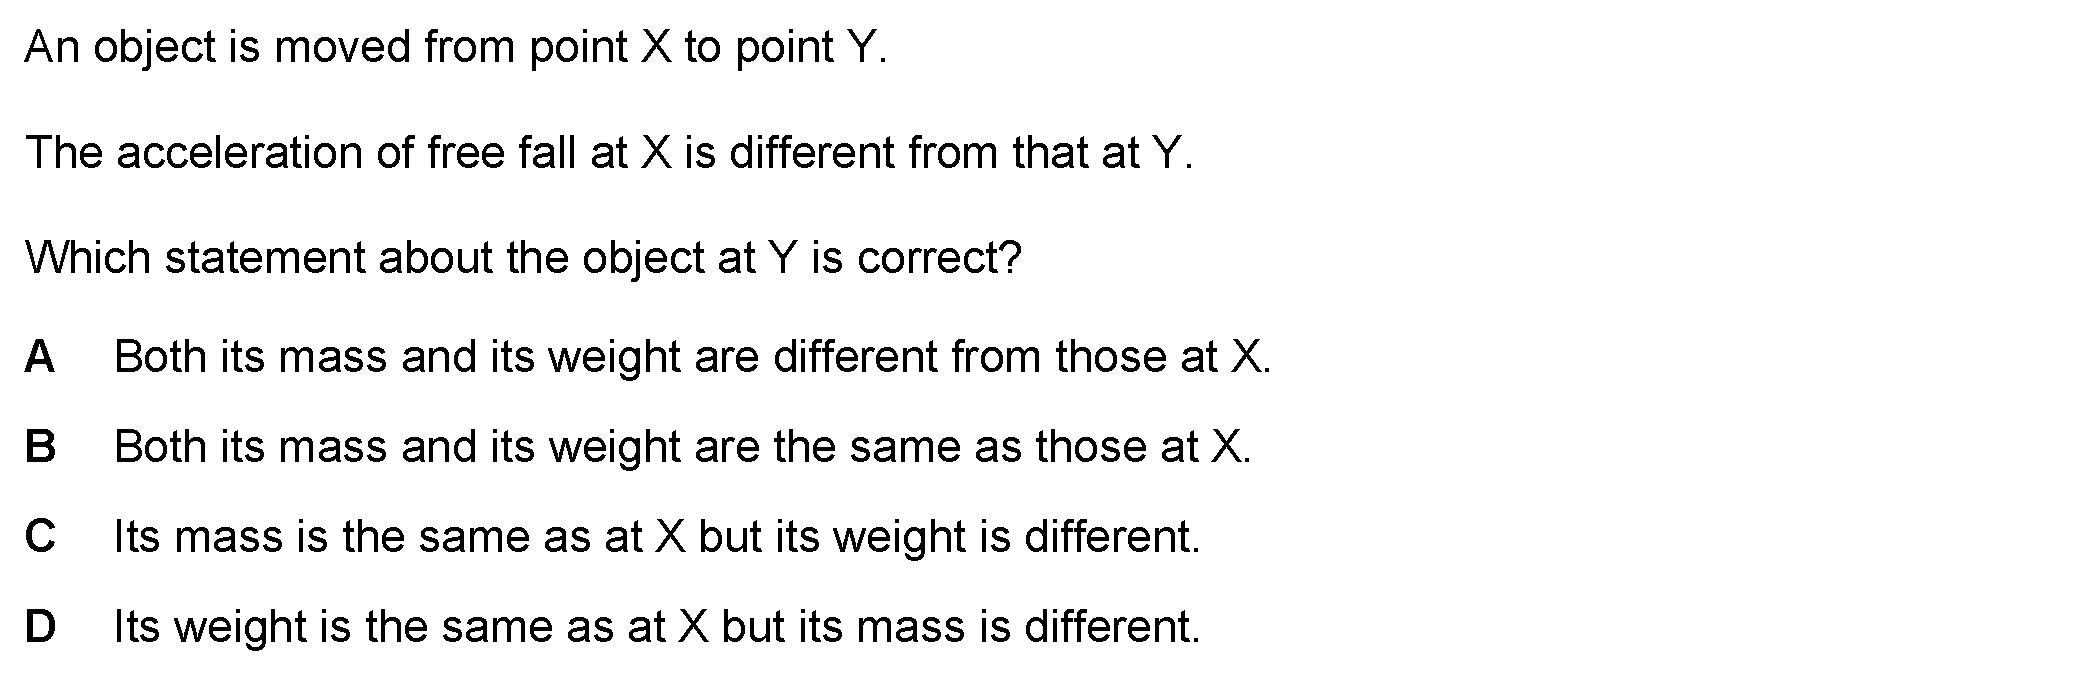 An object is moved from point X to point Y.
The acceleration of free fall at X is different from that at Y.
Which statement about the object at Y is correct?
A Both its mass and its weight are different from those at X.
B Both its mass and its weight are the same as those at X.
C Its mass is the same as at X but its weight is different.
D Its weight is the same as at X but its mass is different.